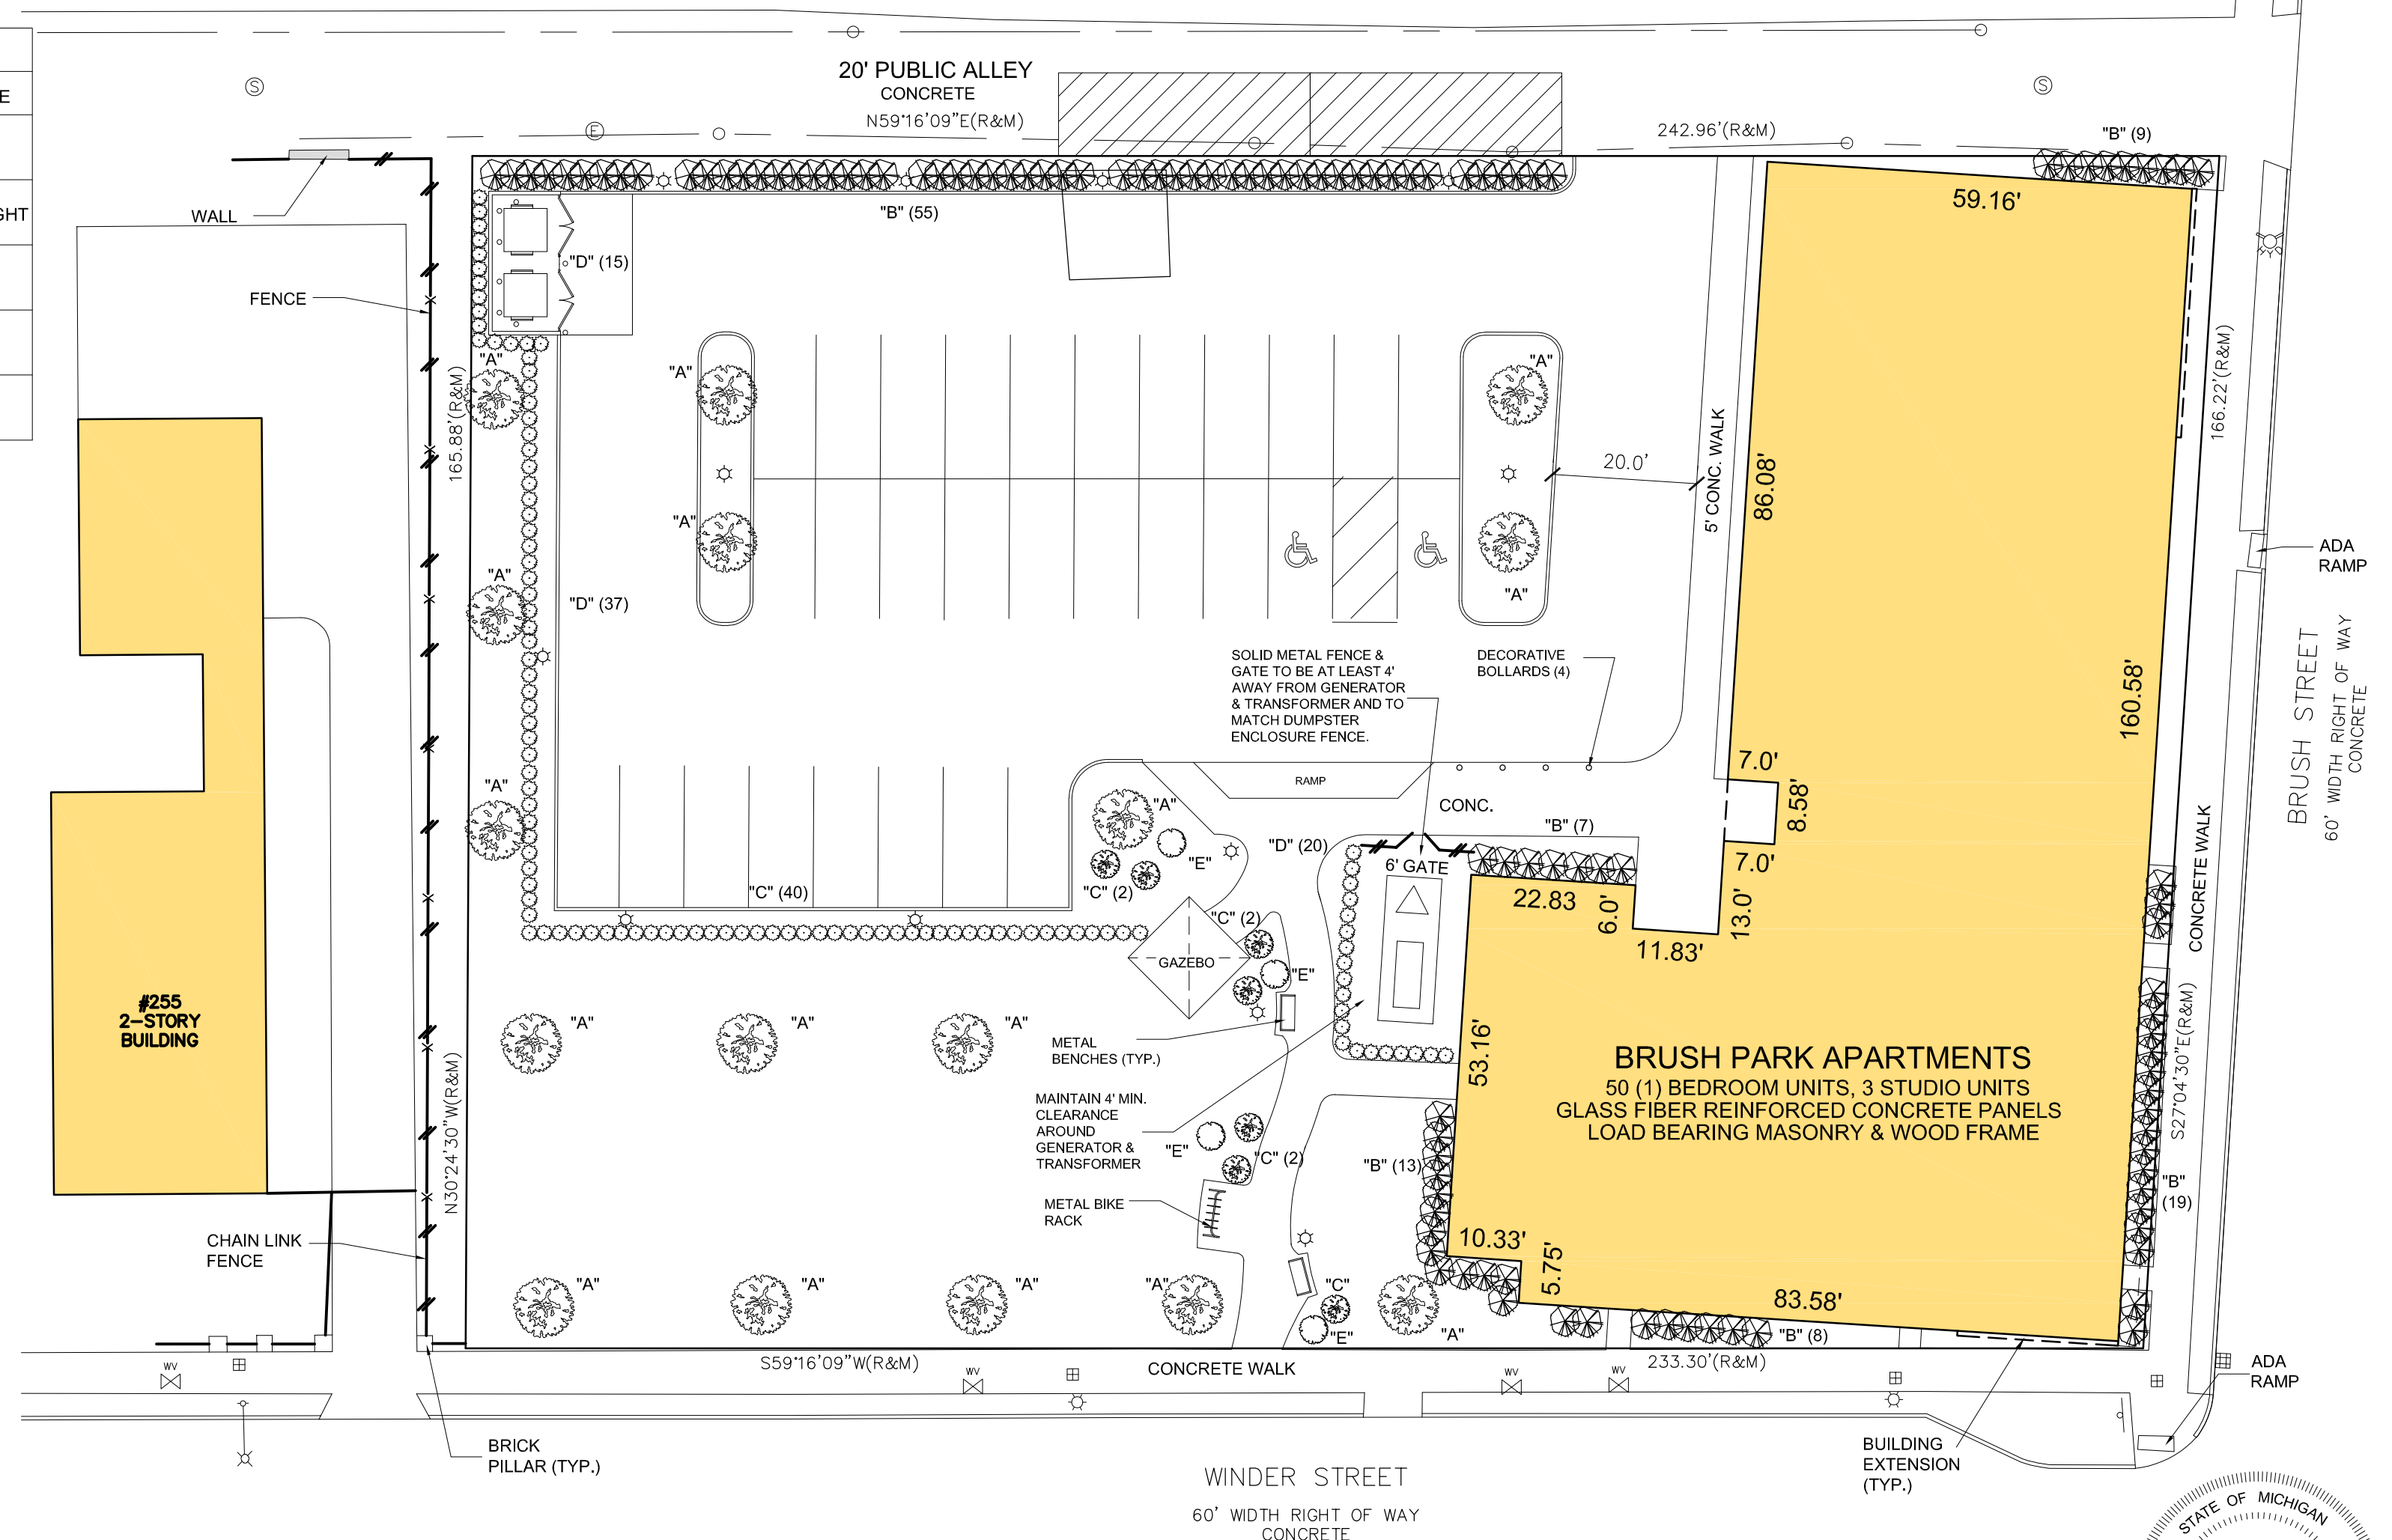 E
GHT
20' PUBLIC ALLEY
CONCRETE
N59°16'09"E(R&M)
242.96'(R&M)
S
S
E
"B" (9)
WALL
"B" (55)
59.16'
"D" (15)
FENCE
165.88'(R&M)
166.22'(R&M)
"A"
"A"
"A"
20.0'
5' CONC. WALK
86.08'
"A"
"A"
"A"
"D" (37)
ADA
RAMP
BRUSH STREET
60' WIDTH RIGHT OF WAY
CONCRETE
SOLID METAL FENCE &
GATE TO BE AT LEAST 4'
AWAY FROM GENERATOR
& TRANSFORMER AND TO
MATCH DUMPSTER
ENCLOSURE FENCE.
DECORATIVE
BOLLARDS (4)
160.58'
7.0'
8.58'
7.0'
RAMP
CONC.
"A"
"A"
"E"
"C" (2)
"C" (40)
"D" (20)
"B" (7)
6' GATE
22.83
6.0'
13.0'
11.83'
CONCRETE WALK
"C" (2)
GAZEBO
"E"
#255
2-STORY
BUILDING
"A"
"A"
"A"
METAL
BENCHES (TYP.)
53.16'
S27°04'30"E(R&M)
BRUSH PARK APARTMENTS
50 (1) BEDROOM UNITS, 3 STUDIO UNITS
GLASS FIBER REINFORCED CONCRETE PANELS
LOAD BEARING MASONRY & WOOD FRAME
MAINTAIN 4' MIN.
CLEARANCE
AROUND
GENERATOR &
TRANSFORMER
"E"
"C" (2)
"B" (13)
"B"
(19)
N30°24'30"W(R&M)
METAL BIKE
RACK
CHAIN LINK
FENCE
10.33'
5.75'
83.58'
"A"
"A"
"A"
"A"
"C"
"E"
"A"
"B" (8)
S59°16'09"W(R&M)
CONCRETE WALK
233.30'(R&M)
WV
WV
WV
WV
ADA
RAMP
BRICK
PILLAR (TYP.)
BUILDING
EXTENSION
(TYP.)
WINDER STREET
60' WIDTH RIGHT OF WAY
CONCRETE
STATE OF MICHIGAN